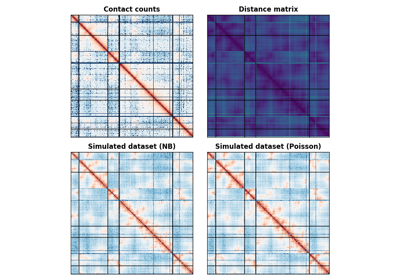 Contact counts
Distance matrix
Simulated dataset (NB)
Simulated dataset (Poisson)